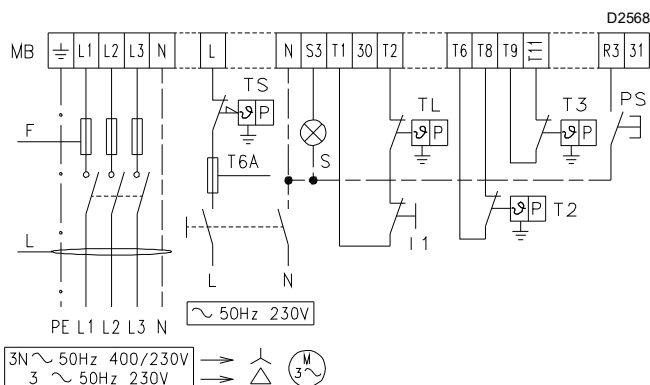 D2568
MB L1 L2 L3 N L N S3 T1 30 T2 T6 T8 T9 R3 31
TS
ϑ P
TL
ϑ P
T3
ϑ P
PS
F
T6A
S
ϑ P T2
I1
L
L N
PE L1 L2 L3 N
∼ 50Hz 230V
3N ∼ 50Hz 400/230V
3 ∼ 50Hz 230V
M
3∼